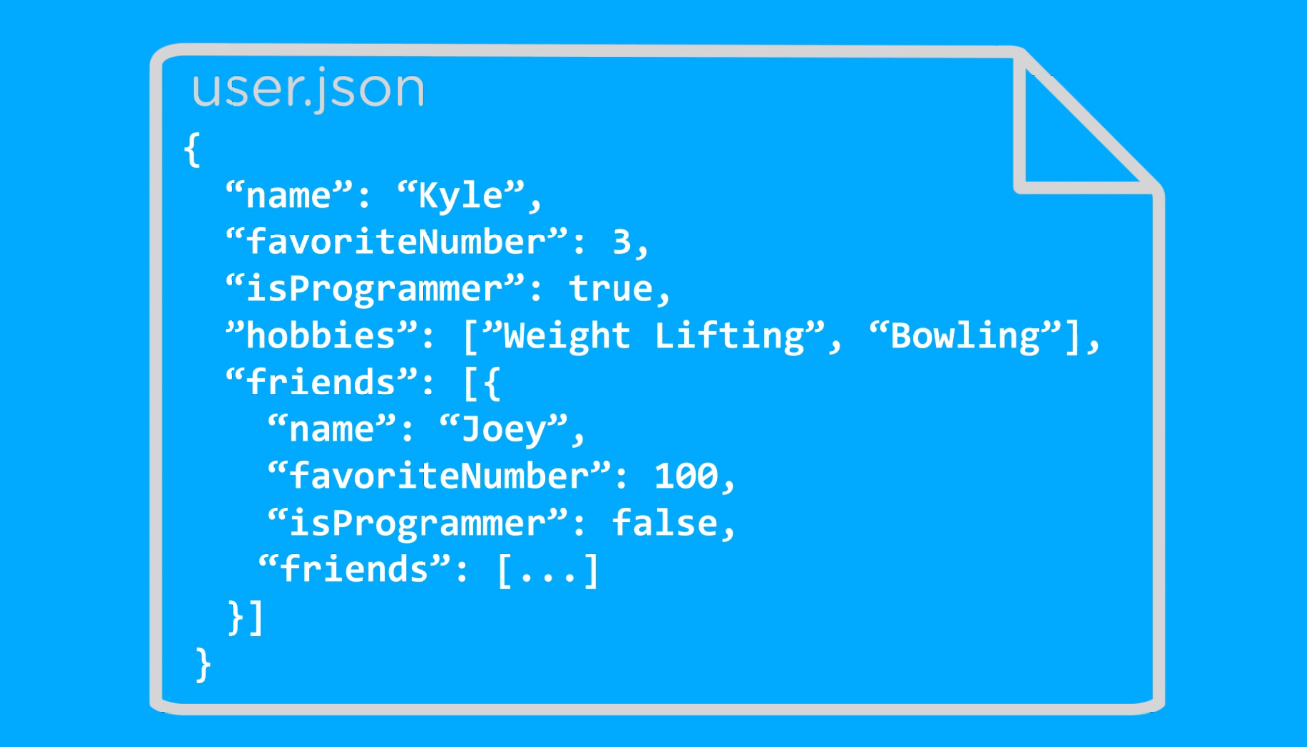 user.json
{
“name”: “Kyle”,
“favoriteNumber”: 3,
“isProgrammer”: true,
”hobbies”: [”Weight Lifting”, “Bowling”],
“friends”: [{
“name”: “Joey”,
“favoriteNumber”: 100,
“isProgrammer”: false,
“friends”: [...]
}]
}